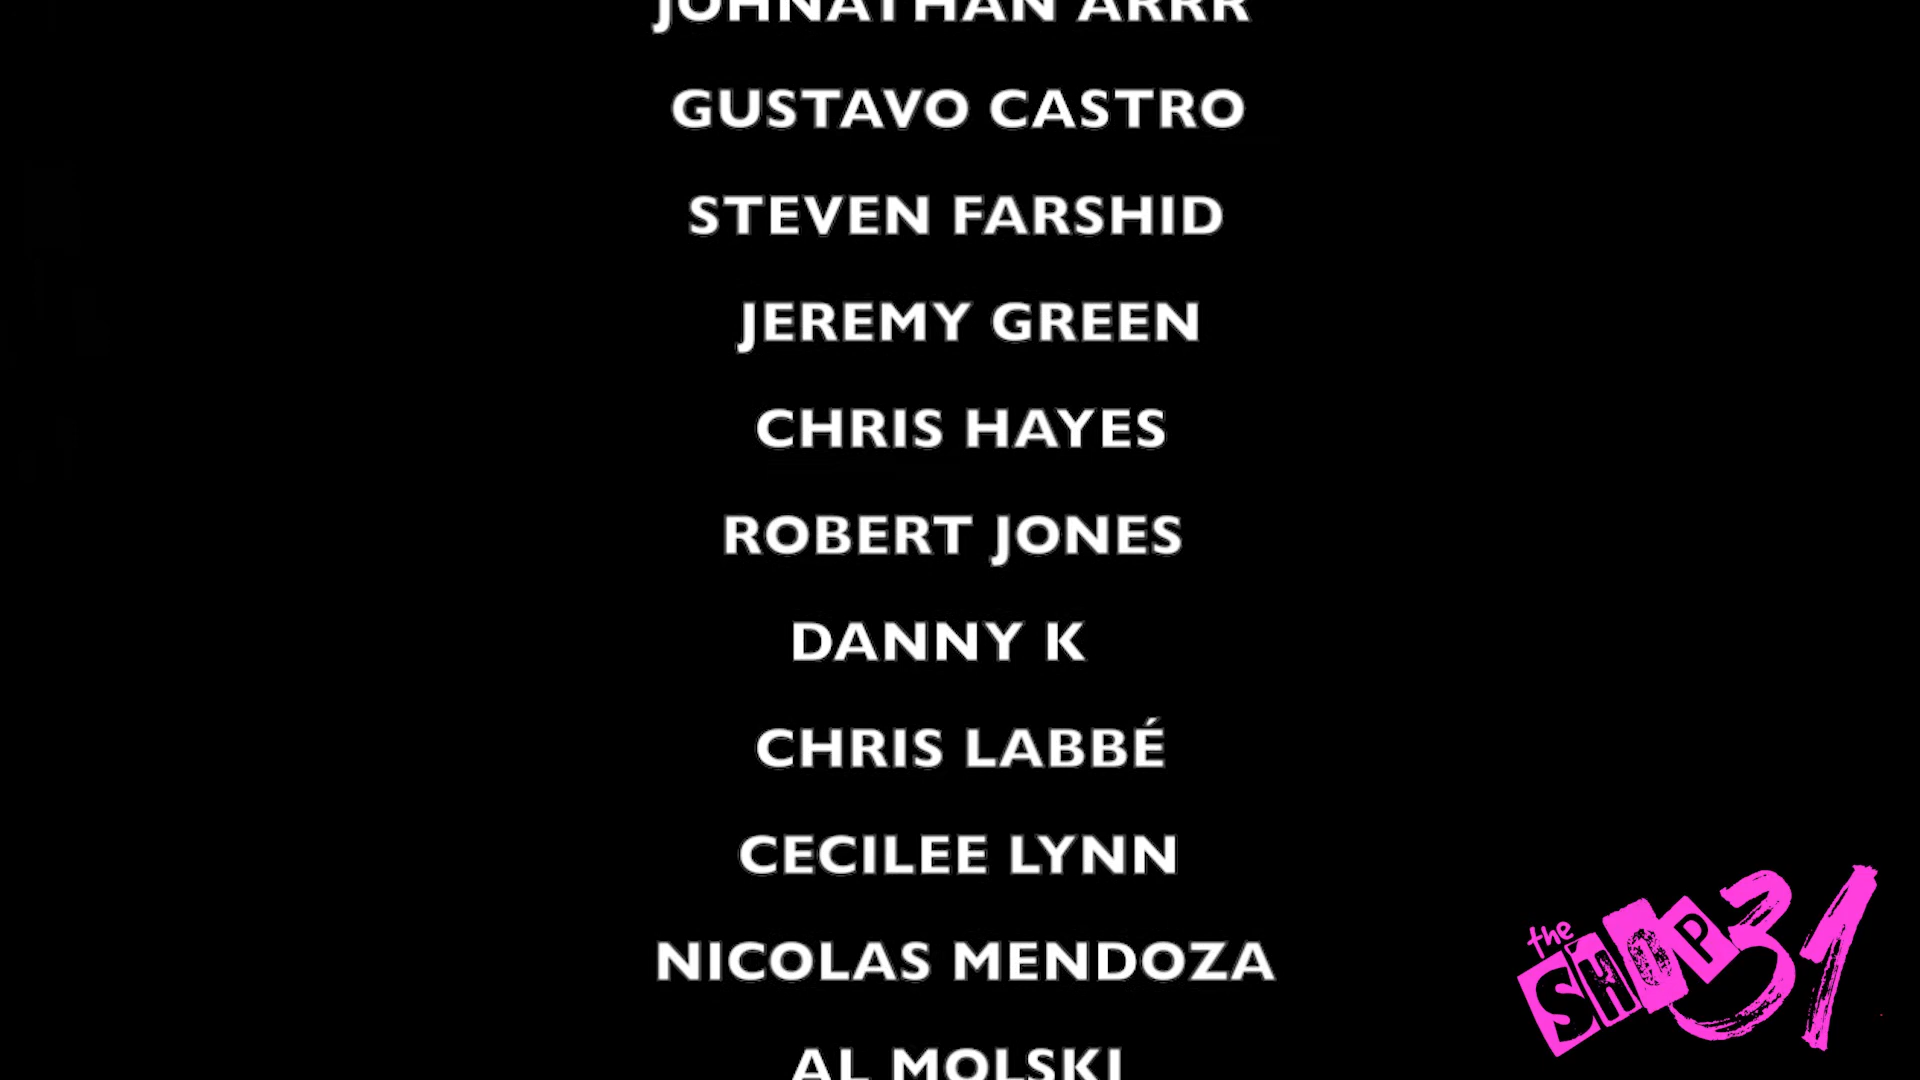 JOHNATHAN ARRR
GUSTAVO CASTRO
STEVEN FARSHID
JEREMY GREEN
CHRIS HAYES
ROBERT JONES
DANNY K
CHRIS LABBÉ
CECILEE LYNN
NICOLAS MENDOZA
AL MOLSKI
the
SHOP 31